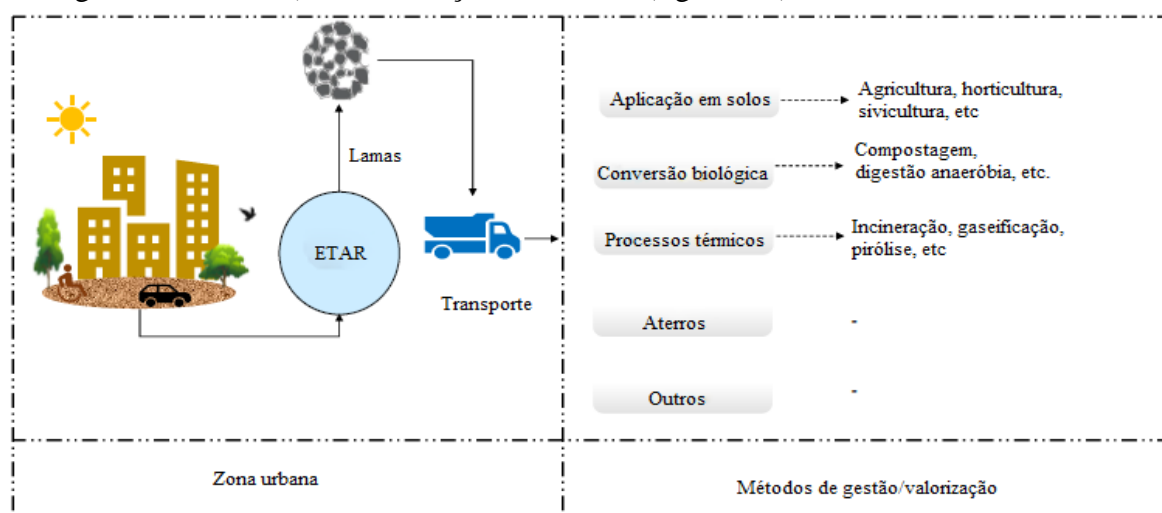 Lamas
ETAR
Transporte
Zona urbana
Aplicação em solos
Agricultura, horticultura,
sivicultura, etc
Conversão biológica
Compostagem,
digestão anaeróbia, etc.
Processos térmicos
Incineração, gaseificação,
pirólise, etc
Aterros
-
Outros
-
Métodos de gestão/valorização